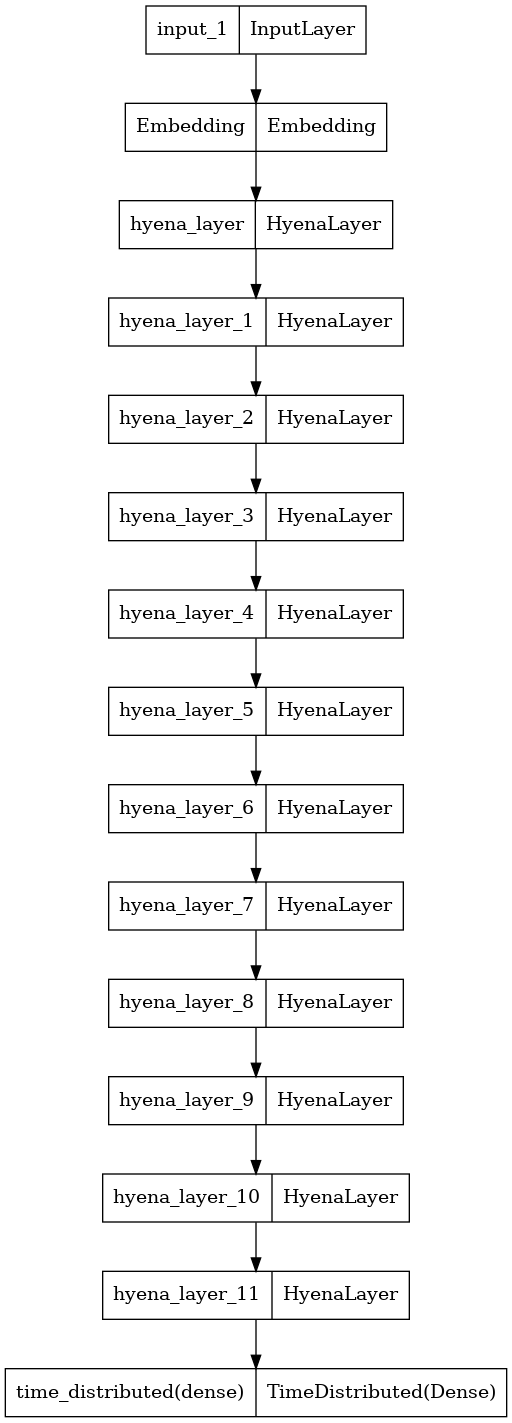 input_1 InputLayer
Embedding Embedding
hyena_layer HyenaLayer
hyena_layer_1 HyenaLayer
hyena_layer_2 HyenaLayer
hyena_layer_3 HyenaLayer
hyena_layer_4 HyenaLayer
hyena_layer_5 HyenaLayer
hyena_layer_6 HyenaLayer
hyena_layer_7 HyenaLayer
hyena_layer_8 HyenaLayer
hyena_layer_9 HyenaLayer
hyena_layer_10 HyenaLayer
hyena_layer_11 HyenaLayer
time_distributed(dense) TimeDistributed(Dense)